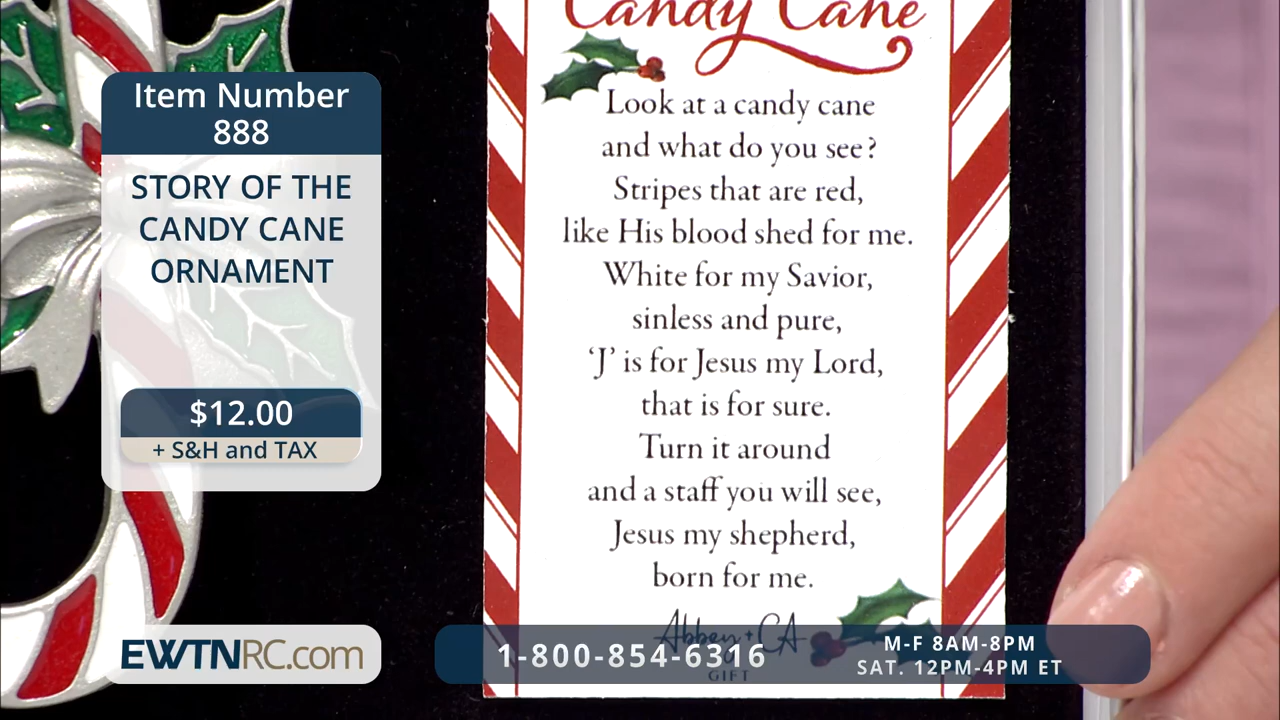 Candy Cane
Look at a candy cane
and what do you see?
Stripes that are red,
like His blood shed for me.
White for my Savior,
sinless and pure,
‘J’ is for Jesus my Lord,
that is for sure.
Turn it around
and a staff you will see,
Jesus my shepherd,
born for me.
Abbey + CA
GIFT
Item Number
888
STORY OF THE
CANDY CANE
ORNAMENT
$12.00
+ S&H and TAX
EWTNRC.com
1-800-854-6316
M-F 8AM-8PM
SAT. 12PM-4PM ET